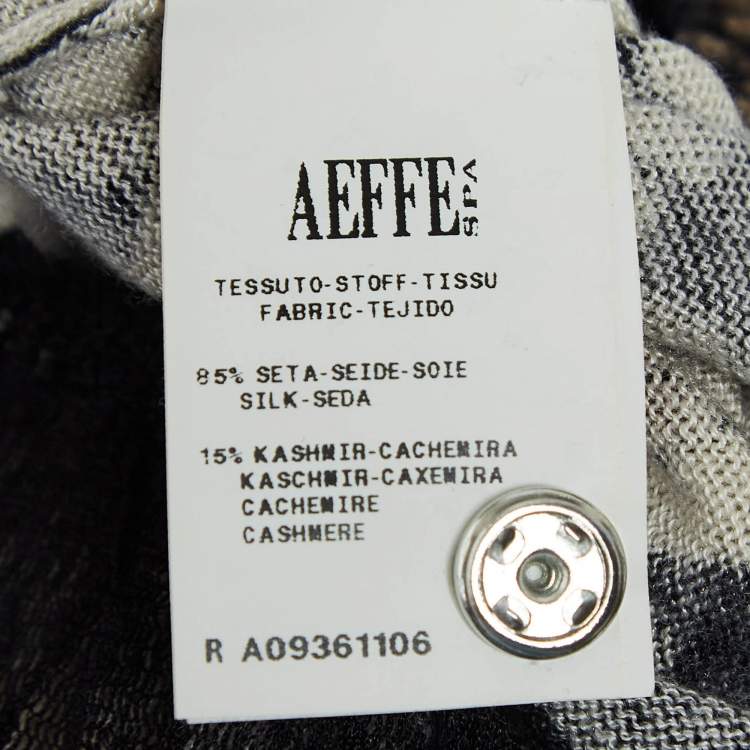 AEFFE SPA
TESSUTO-STOFF-TISSU
FABRIC-TEJIDO
85% SETA-SEIDE-SOIE
SILK-SEDA
15% KASHMIR-CACHEMIRA
KASCHMIR-CAXEMIRA
CACHEMIRE
CASHMERE
R A09361106